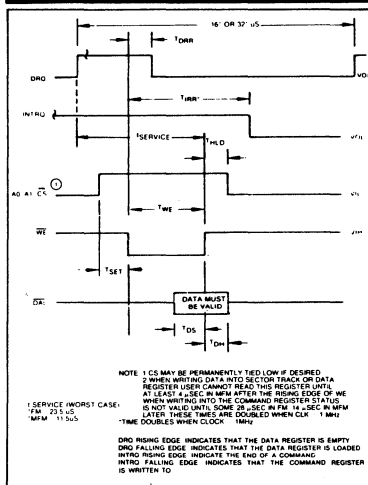 16* OR 32* uS
TDRR
DRQ
VOL
TIRR*
INTRQ
VOL
tSERVICE
THLD
1
A0 A1 CS
VIL
TWE
WE
VIH
TSET
DAL
DATA MUST
BE VALID
TDS
TDH
NOTE 1 CS MAY BE PERMANENTLY TIED LOW IF DESIRED
2 WHEN WRITING DATA INTO SECTOR TRACK OR DATA
REGISTER USER CANNOT READ THIS REGISTER UNTIL
AT LEAST 4 µSEC IN MFM AFTER THE RISING EDGE OF WE
WHEN WRITING INTO THE COMMAND REGISTER STATUS
IS NOT VALID UNTIL SOME 28 µSEC IN FM 14 µSEC IN MFM
LATER THESE TIMES ARE DOUBLED WHEN CLK 1 MHz
*TIME DOUBLES WHEN CLOCK 1MHz
t SERVICE (WORST CASE)
*FM 23.5 uS
*MFM 11.5uS
DRQ RISING EDGE INDICATES THAT THE DATA REGISTER IS EMPTY
DRQ FALLING EDGE INDICATES THAT THE DATA REGISTER IS LOADED
INTRQ RISING EDGE INDICATE THE END OF A COMMAND
INTRQ FALLING EDGE INDICATES THAT THE COMMAND REGISTER
IS WRITTEN TO